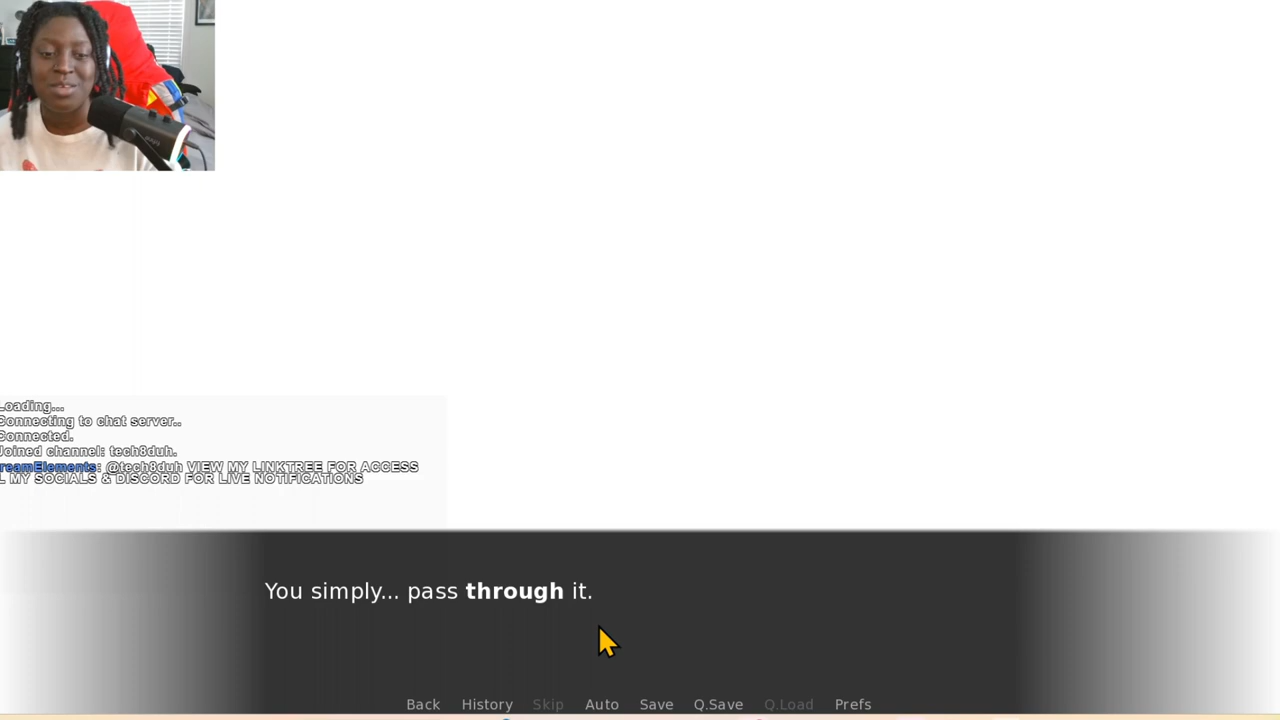 Loading...
Connecting to chat server..
Connected.
Joined channel: tech8duh.
reamElements: @tech8duh VIEW MY LINKTREE FOR ACCESS
L MY SOCIALS & DISCORD FOR LIVE NOTIFICATIONS
You simply... pass through it.
Back History Skip Auto Save Q.Save Q.Load Prefs